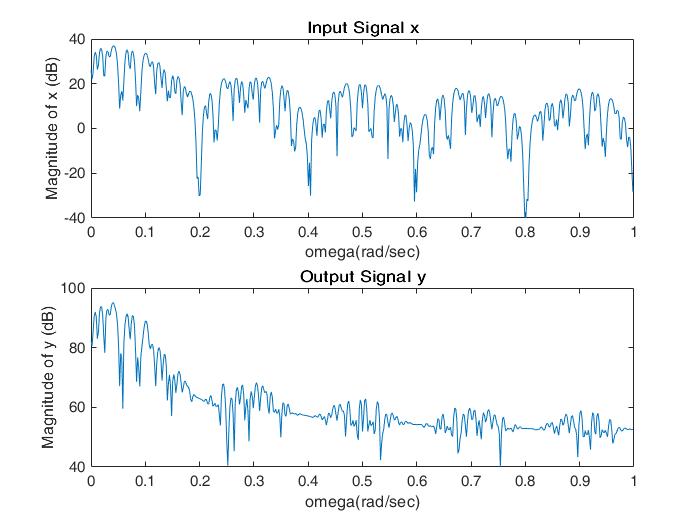 Input Signal x
Magnitude of x (dB)
40
20
0
-20
-40
0 0.1 0.2 0.3 0.4 0.5 0.6 0.7 0.8 0.9 1
omega(rad/sec)
Output Signal y
Magnitude of y (dB)
100
80
60
40
0 0.1 0.2 0.3 0.4 0.5 0.6 0.7 0.8 0.9 1
omega(rad/sec)